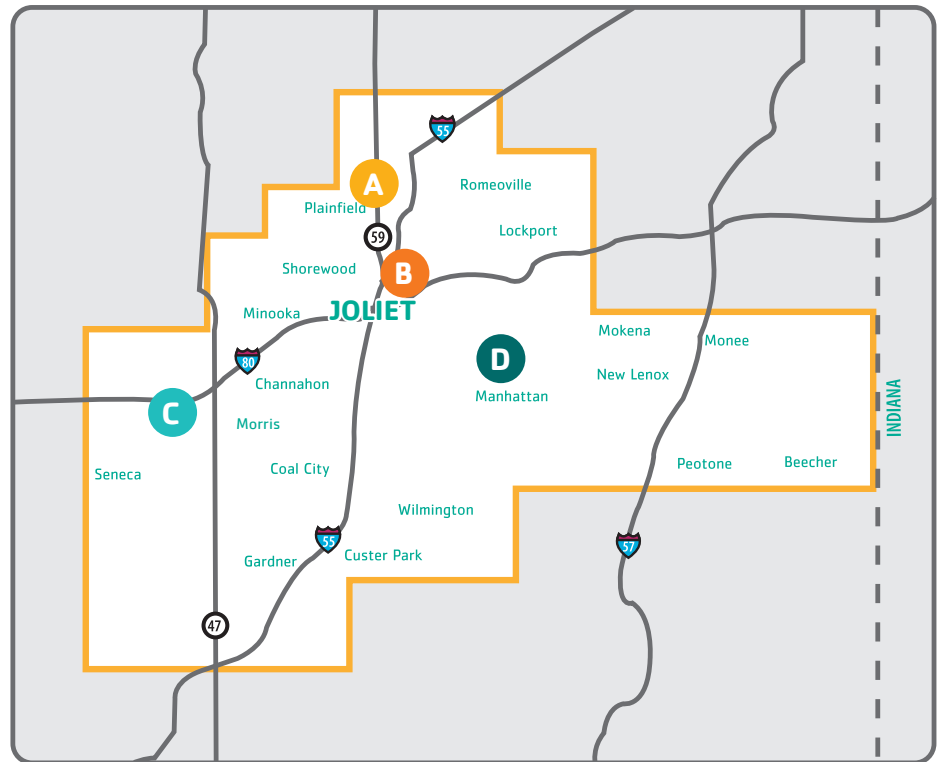 55
A
Romeoville
Plainfield
Lockport
59
Shorewood
B
JOLIET
Minooka
Mokena
Monee
80
D
New Lenox
Channahon
Manhattan
INDIANA
C
Morris
Peotone
Beecher
Coal City
Seneca
Wilmington
55
57
Custer Park
Gardner
47